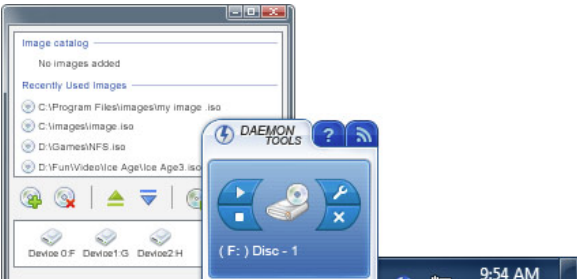 Image catalog
No images added
Recently Used Images
C:\Program Files\images\my image .iso
C:\images\image.iso
D:\Games\NFS.iso
D:\Fun\Video\Ice Age\Ice Age3.iso
DAEMON
TOOLS
?
Device 0:F Device1:G Device2:H
( F: ) Disc - 1
9:54 AM